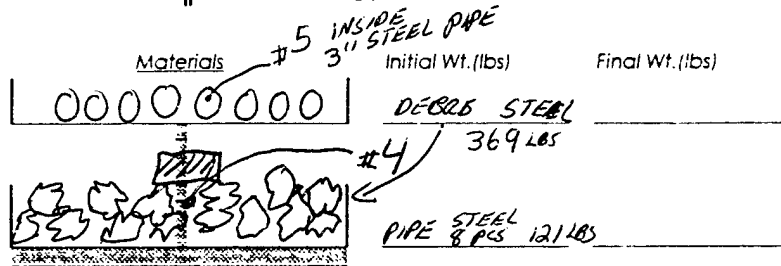 #5 INSIDE
3" STEEL PIPE
Materials Initial Wt.(lbs) Final Wt.(lbs)
STEEL
369 LBS
#4
PIPE STEEL
8 PCS 121 LBS